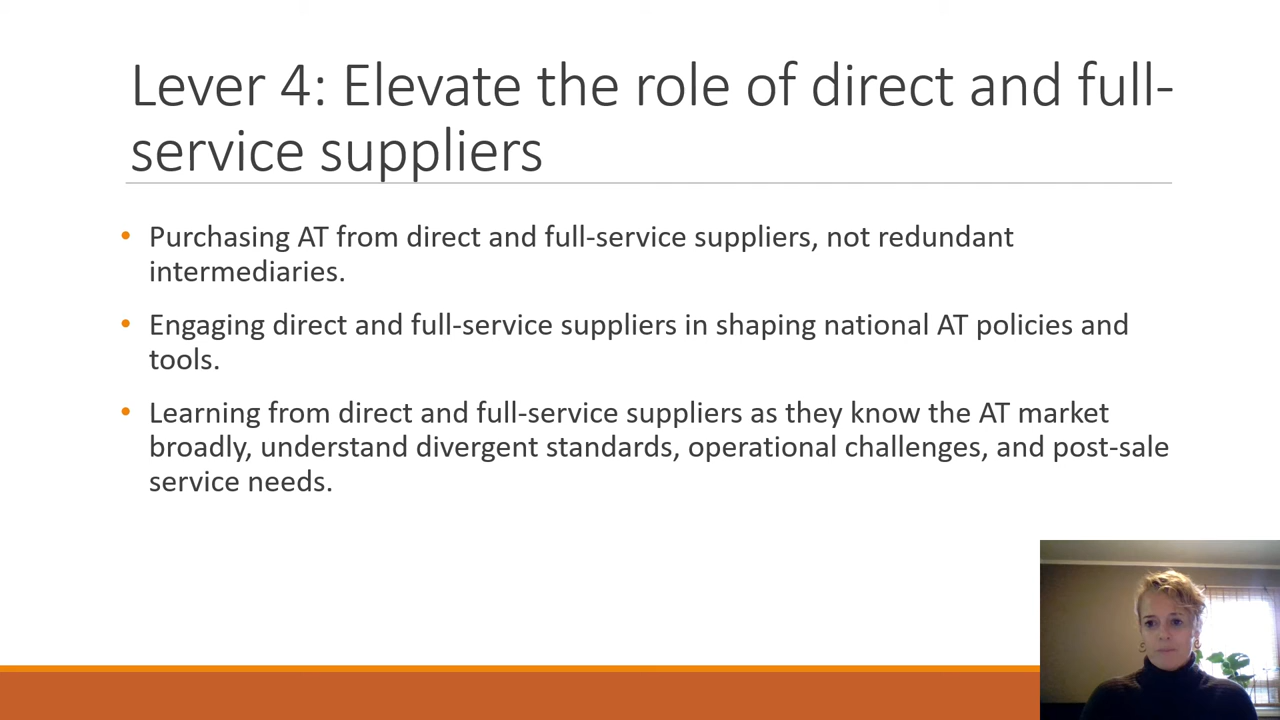 Lever 4: Elevate the role of direct and full-
service suppliers
• Purchasing AT from direct and full-service suppliers, not redundant
intermediaries.
• Engaging direct and full-service suppliers in shaping national AT policies and
tools.
• Learning from direct and full-service suppliers as they know the AT market
broadly, understand divergent standards, operational challenges, and post-sale
service needs.